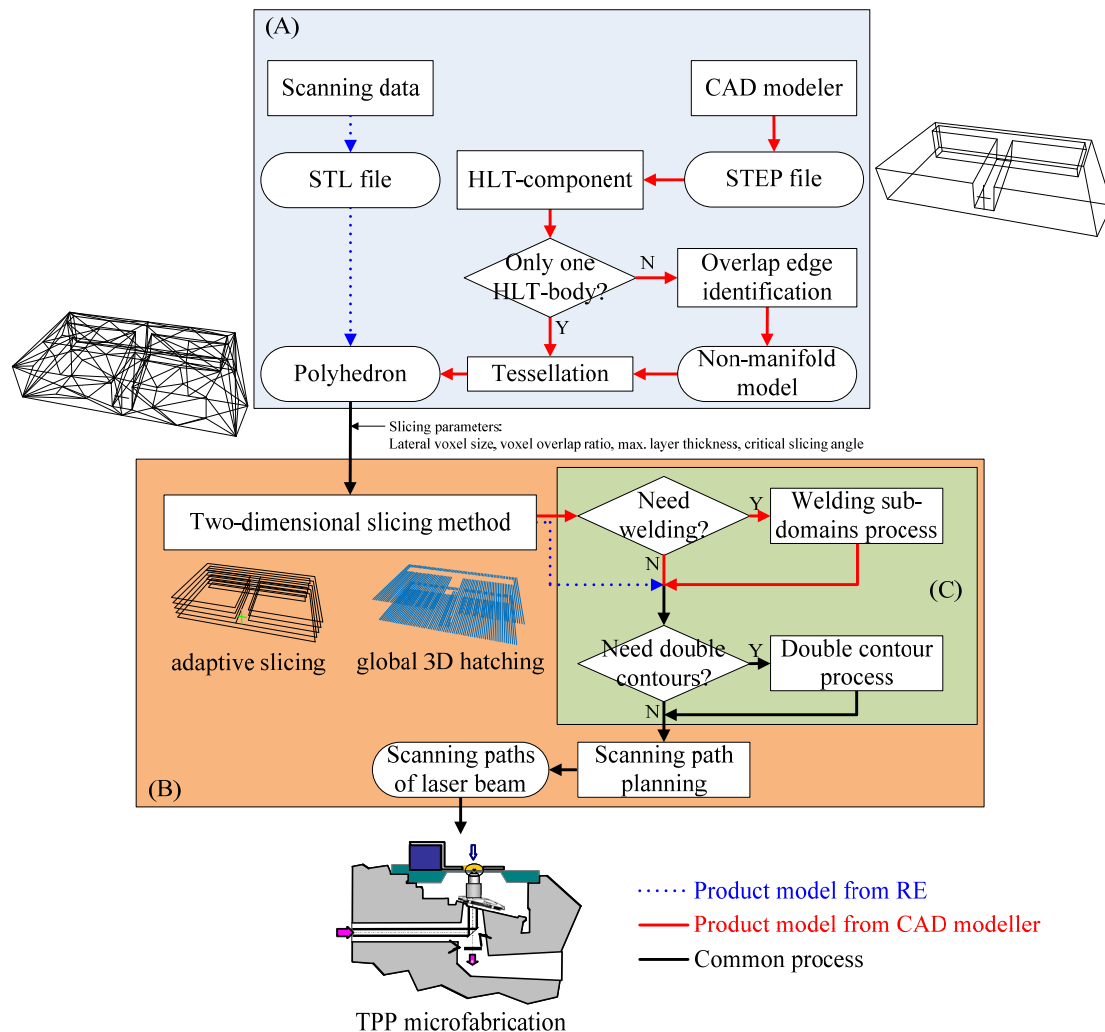 (A)
Scanning data
CAD modeler
STL file
HLT-component
STEP file
Only one
HLT-body?
N
Overlap edge
identification
Y
Polyhedron
Tessellation
Non-manifold
model
Slicing parameters:
Lateral voxel size, voxel overlap ratio, max. layer thickness, critical slicing angle
Two-dimensional slicing method
Need
welding?
Y
Welding sub-
domains process
N
(C)
adaptive slicing
global 3D hatching
Need double
contours?
Y
Double contour
process
N
Scanning paths
of laser beam
Scanning path
planning
(B)
Product model from RE
Product model from CAD modeller
Common process
TPP microfabrication